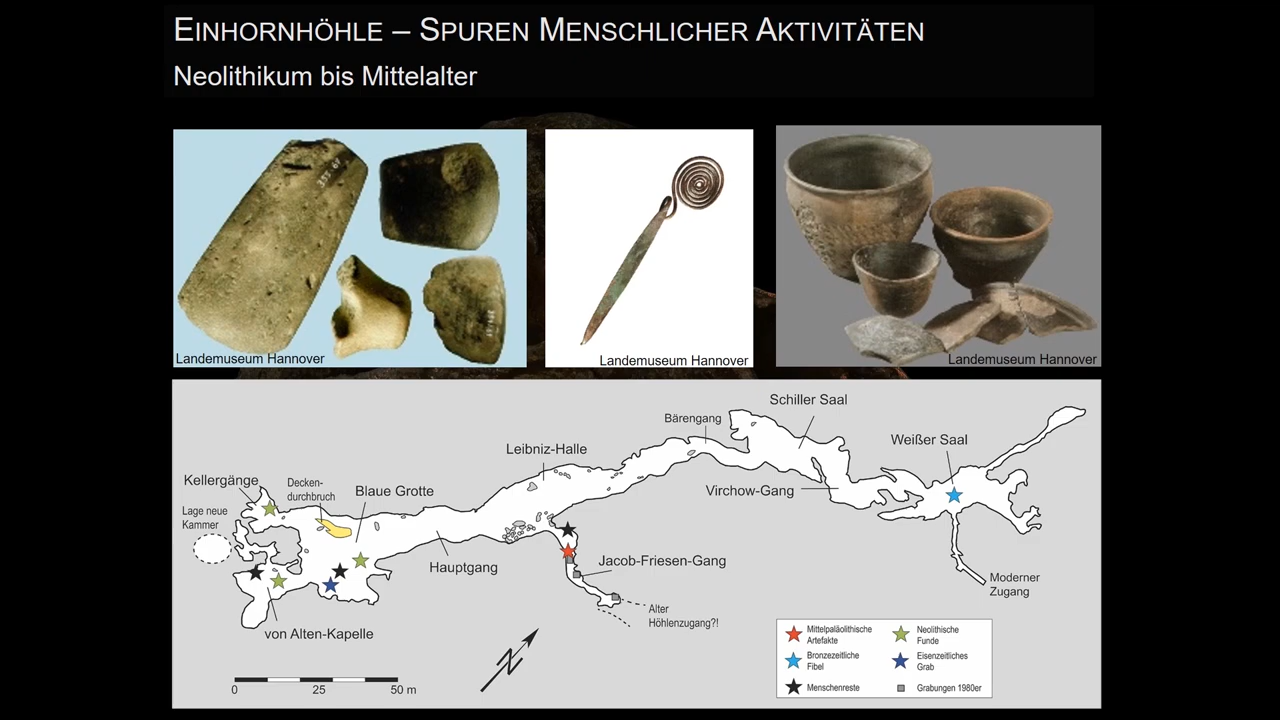 EINHORNHÖHLE – SPUREN MENSCHLICHER AKTIVITÄTEN
Neolithikum bis Mittelalter
Landemuseum Hannover
Landemuseum Hannover
Landemuseum Hannover
Schiller Saal
Bärengang
Weißer Saal
Leibniz-Halle
Kellergänge
Decken-
durchbruch
Blaue Grotte
Virchow-Gang
Lage neue
Kammer
Hauptgang
Jacob-Friesen-Gang
Moderner
Zugang
Alter
Höhlenzugang?!
von Alten-Kapelle
N
0 25 50 m
Mittelpaläolithische
Artefakte
Neolithische
Funde
Bronzezeitliche
Fibel
Eisenzeitliches
Grab
Menschenreste
Grabungen 1980er